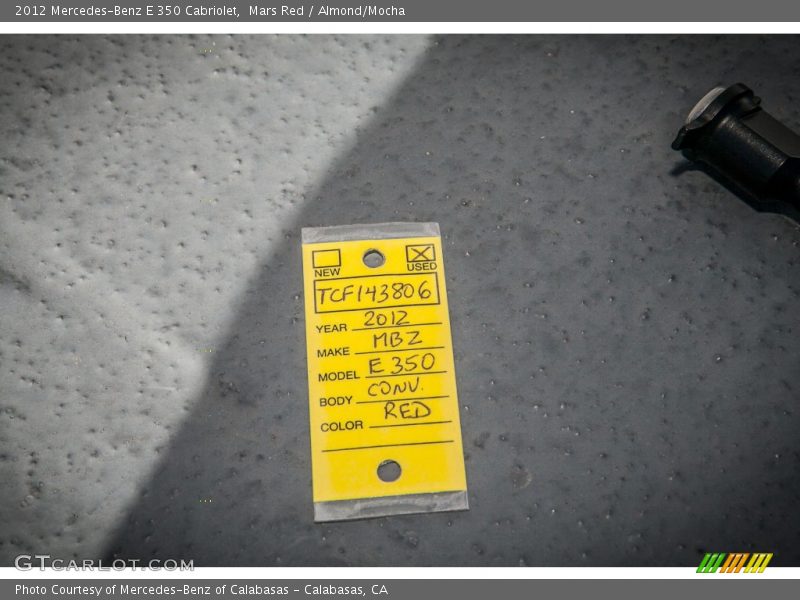 2012 Mercedes-Benz E 350 Cabriolet, Mars Red / Almond/Mocha
NEW USED
TCF143806
YEAR 2012
MAKE MBZ
MODEL E 350
BODY CONV.
COLOR RED
GTCARLOT.COM
Photo Courtesy of Mercedes-Benz of Calabasas - Calabasas, CA